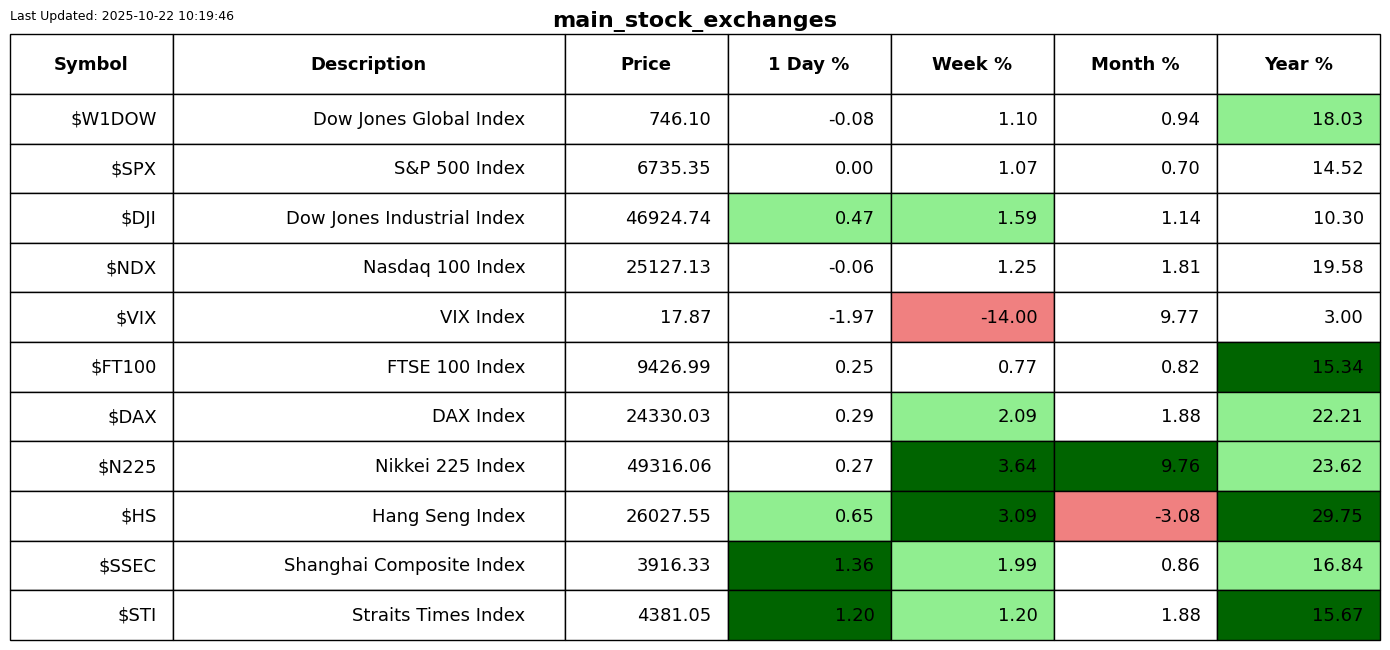 Last Updated: 2025-10-22 10:19:46
main_stock_exchanges
Symbol Description Price 1 Day % Week % Month % Year %
$W1DOW Dow Jones Global Index 746.10 -0.08 1.10 0.94 18.03
$SPX S&P 500 Index 6735.35 0.00 1.07 0.70 14.52
$DJI Dow Jones Industrial Index 46924.74 0.47 1.59 1.14 10.30
$NDX Nasdaq 100 Index 25127.13 -0.06 1.25 1.81 19.58
$VIX VIX Index 17.87 -1.97 -14.00 9.77 3.00
$FT100 FTSE 100 Index 9426.99 0.25 0.77 0.82 15.34
$DAX DAX Index 24330.03 0.29 2.09 1.88 22.21
$N225 Nikkei 225 Index 49316.06 0.27 3.64 9.76 23.62
$HS Hang Seng Index 26027.55 0.65 3.09 -3.08 29.75
$SSEC Shanghai Composite Index 3916.33 1.36 1.99 0.86 16.84
$STI Straits Times Index 4381.05 1.20 1.20 1.88 15.67